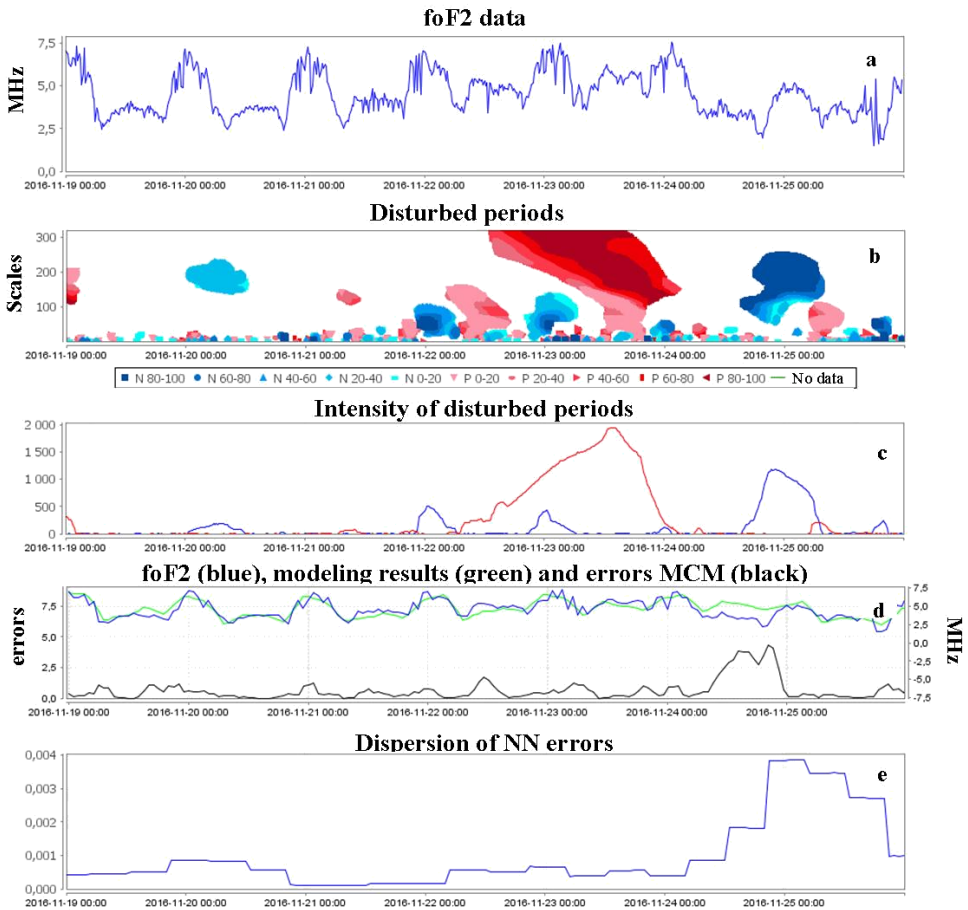 foF2 data
MHz
7,5
5,0
2,5
0,0
a
2016-11-19 00:00 2016-11-20 00:00 2016-11-21 00:00 2016-11-22 00:00 2016-11-23 00:00 2016-11-24 00:00 2016-11-25 00:00
Disturbed periods
Scales
300
200
100
b
2016-11-19 00:00 2016-11-20 00:00 2016-11-21 00:00 2016-11-22 00:00 2016-11-23 00:00 2016-11-24 00:00 2016-11-25 00:00
N 80-100 N 60-80 N 40-60 N 20-40 N 0-20 P 0-20 P 20-40 P 40-60 P 60-80 P 80-100 No data
Intensity of disturbed periods
2 000
1 500
1 000
500
0
c
2016-11-19 00:00 2016-11-20 00:00 2016-11-21 00:00 2016-11-22 00:00 2016-11-23 00:00 2016-11-24 00:00 2016-11-25 00:00
foF2 (blue), modeling results (green) and errors MCM (black)
errors
7,5
5,0
2,5
0,0
d
7,5
5,0
2,5
0,0
-2,5
-5,0
-7,5
MHz
2016-11-19 00:00 2016-11-20 00:00 2016-11-21 00:00 2016-11-22 00:00 2016-11-23 00:00 2016-11-24 00:00 2016-11-25 00:00
Dispersion of NN errors
0,004
0,003
0,002
0,001
0,000
e
2016-11-19 00:00 2016-11-20 00:00 2016-11-21 00:00 2016-11-22 00:00 2016-11-23 00:00 2016-11-24 00:00 2016-11-25 00:00